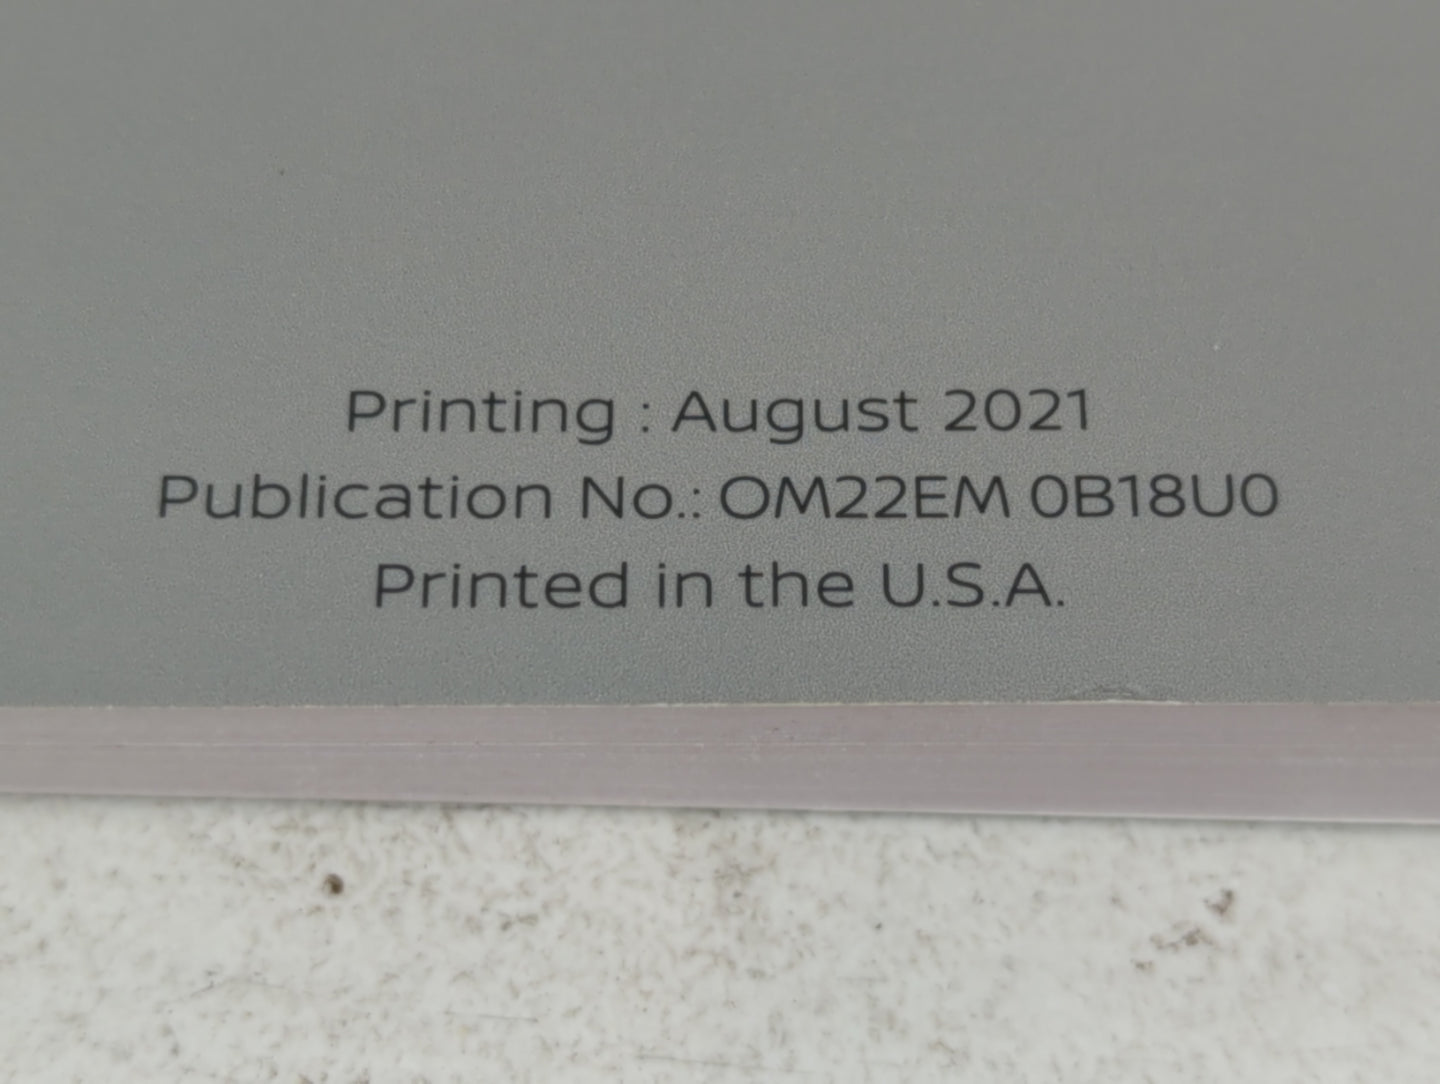 Printing : August 2021
Publication No.: OM22EM 0B18U0
Printed in the U.S.A.